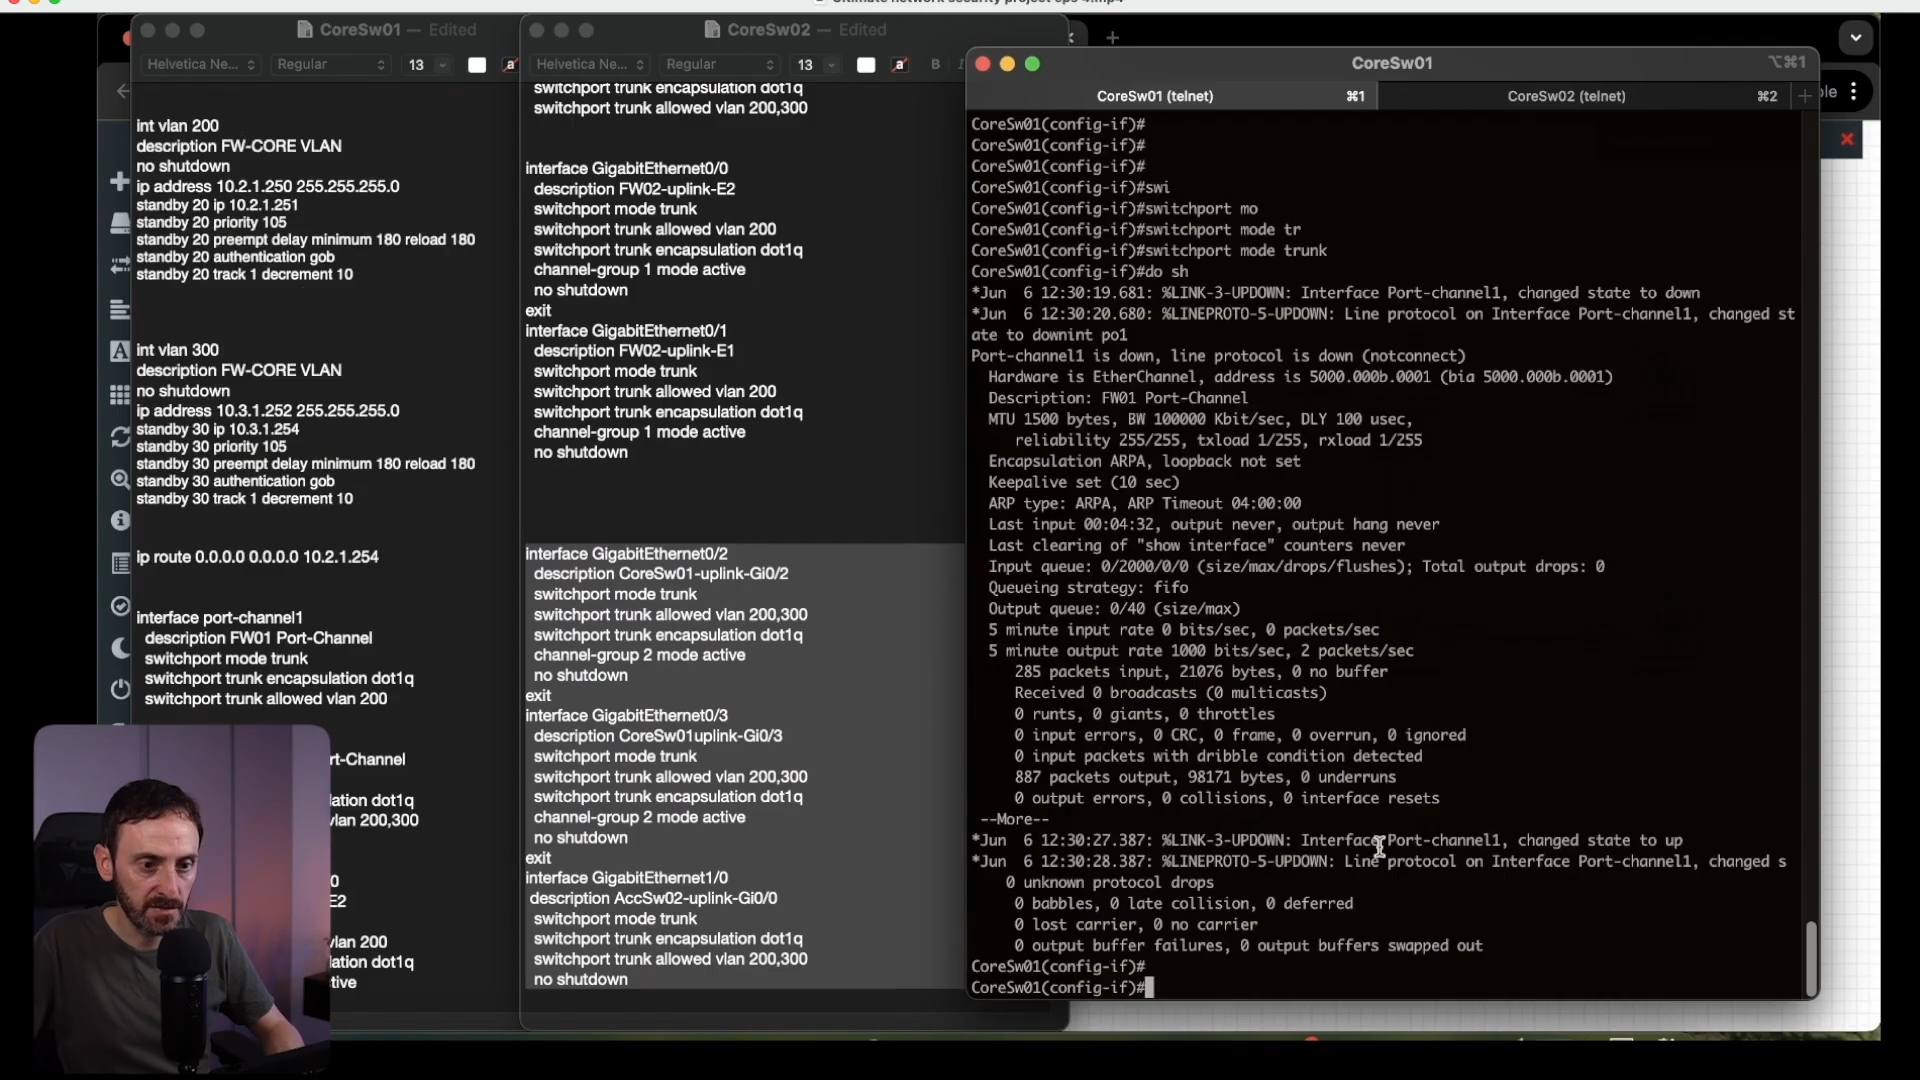 CoreSw01 — Edited
Helvetica Ne... Regular 13 a
int vlan 200
description FW-CORE VLAN
no shutdown
ip address 10.2.1.250 255.255.255.0
standby 20 ip 10.2.1.251
standby 20 priority 105
standby 20 preempt delay minimum 180 reload 180
standby 20 authentication gob
standby 20 track 1 decrement 10
int vlan 300
description FW-CORE VLAN
no shutdown
ip address 10.3.1.252 255.255.255.0
standby 30 ip 10.3.1.254
standby 30 priority 105
standby 30 preempt delay minimum 180 reload 180
standby 30 authentication gob
standby 30 track 1 decrement 10
ip route 0.0.0.0 0.0.0.0 10.2.1.254
interface port-channel1
description FW01 Port-Channel
switchport mode trunk
switchport trunk encapsulation dot1q
switchport trunk allowed vlan 200
rt-Channel
lation dot1q
vlan 200,300
0
E2
vlan 200
lation dot1q
tive
CoreSw02 — Edited
Helvetica Ne... Regular 13 a B I
switchport trunk encapsulation dot1q
switchport trunk allowed vlan 200,300
interface GigabitEthernet0/0
description FW02-uplink-E2
switchport mode trunk
switchport trunk allowed vlan 200
switchport trunk encapsulation dot1q
channel-group 1 mode active
no shutdown
exit
interface GigabitEthernet0/1
description FW02-uplink-E1
switchport mode trunk
switchport trunk allowed vlan 200
switchport trunk encapsulation dot1q
channel-group 1 mode active
no shutdown
interface GigabitEthernet0/2
description CoreSw01-uplink-Gi0/2
switchport mode trunk
switchport trunk allowed vlan 200,300
switchport trunk encapsulation dot1q
channel-group 2 mode active
no shutdown
exit
interface GigabitEthernet0/3
description CoreSw01uplink-Gi0/3
switchport mode trunk
switchport trunk allowed vlan 200,300
switchport trunk encapsulation dot1q
channel-group 2 mode active
no shutdown
exit
interface GigabitEthernet1/0
description AccSw02-uplink-Gi0/0
switchport mode trunk
switchport trunk encapsulation dot1q
switchport trunk allowed vlan 200,300
no shutdown
CoreSw01 ⌥⌘1
CoreSw01 (telnet) ⌘1 CoreSw02 (telnet) ⌘2 +
CoreSw01(config-if)#
CoreSw01(config-if)#
CoreSw01(config-if)#
CoreSw01(config-if)#swi
CoreSw01(config-if)#switchport mo
CoreSw01(config-if)#switchport mode tr
CoreSw01(config-if)#switchport mode trunk
CoreSw01(config-if)#do sh
*Jun  6 12:30:19.681: %LINK-3-UPDOWN: Interface Port-channel1, changed state to down
*Jun  6 12:30:20.680: %LINEPROTO-5-UPDOWN: Line protocol on Interface Port-channel1, changed st
ate to downint po1
Port-channel1 is down, line protocol is down (notconnect)
Hardware is EtherChannel, address is 5000.000b.0001 (bia 5000.000b.0001)
Description: FW01 Port-Channel
MTU 1500 bytes, BW 100000 Kbit/sec, DLY 100 usec,
reliability 255/255, txload 1/255, rxload 1/255
Encapsulation ARPA, loopback not set
Keepalive set (10 sec)
ARP type: ARPA, ARP Timeout 04:00:00
Last input 00:04:32, output never, output hang never
Last clearing of "show interface" counters never
Input queue: 0/2000/0/0 (size/max/drops/flushes); Total output drops: 0
Queueing strategy: fifo
Output queue: 0/40 (size/max)
5 minute input rate 0 bits/sec, 0 packets/sec
5 minute output rate 1000 bits/sec, 2 packets/sec
285 packets input, 21076 bytes, 0 no buffer
Received 0 broadcasts (0 multicasts)
0 runts, 0 giants, 0 throttles
0 input errors, 0 CRC, 0 frame, 0 overrun, 0 ignored
0 input packets with dribble condition detected
887 packets output, 98171 bytes, 0 underruns
0 output errors, 0 collisions, 0 interface resets
--More--
*Jun  6 12:30:27.387: %LINK-3-UPDOWN: Interface Port-channel1, changed state to up
*Jun  6 12:30:28.387: %LINEPROTO-5-UPDOWN: Line protocol on Interface Port-channel1, changed s
0 unknown protocol drops
0 babbles, 0 late collision, 0 deferred
0 lost carrier, 0 no carrier
0 output buffer failures, 0 output buffers swapped out
CoreSw01(config-if)#
CoreSw01(config-if)#